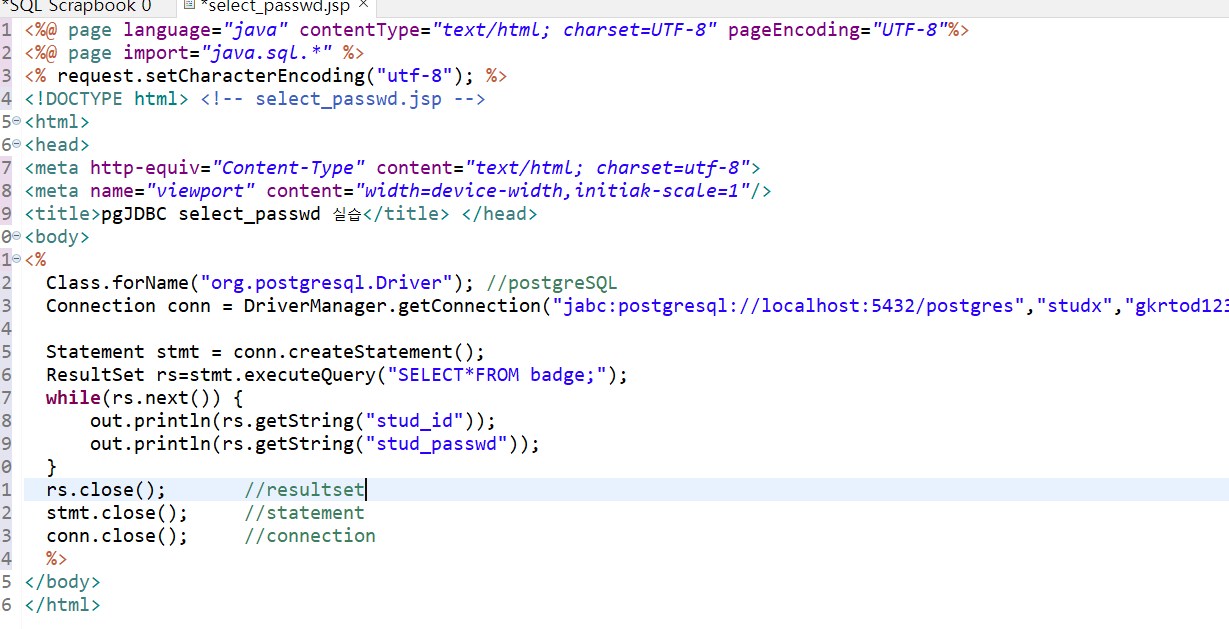 *SQL Scrapbook 0 *select_passwd.jsp
1 <%@ page language="java" contentType="text/html; charset=UTF-8" pageEncoding="UTF-8"%>
2 <%@ page import="java.sql.*" %>
3 <% request.setCharacterEncoding("utf-8"); %>
4 <!DOCTYPE html> <!-- select_passwd.jsp -->
5 <html>
6 <head>
7 <meta http-equiv="Content-Type" content="text/html; charset=utf-8">
8 <meta name="viewport" content="width=device-width,initiak-scale=1"/>
9 <title>pgJDBC select_passwd 실습</title> </head>
0 <body>
1 <%
2 Class.forName("org.postgresql.Driver"); //postgreSQL
3 Connection conn = DriverManager.getConnection("jabc:postgresql://localhost:5432/postgres","studx","gkrtod123
4
5 Statement stmt = conn.createStatement();
6 ResultSet rs=stmt.executeQuery("SELECT*FROM badge;");
7 while(rs.next()) {
8 out.println(rs.getString("stud_id"));
9 out.println(rs.getString("stud_passwd"));
0 }
1 rs.close(); //resultset
2 stmt.close(); //statement
3 conn.close(); //connection
4 %>
5 </body>
6 </html>